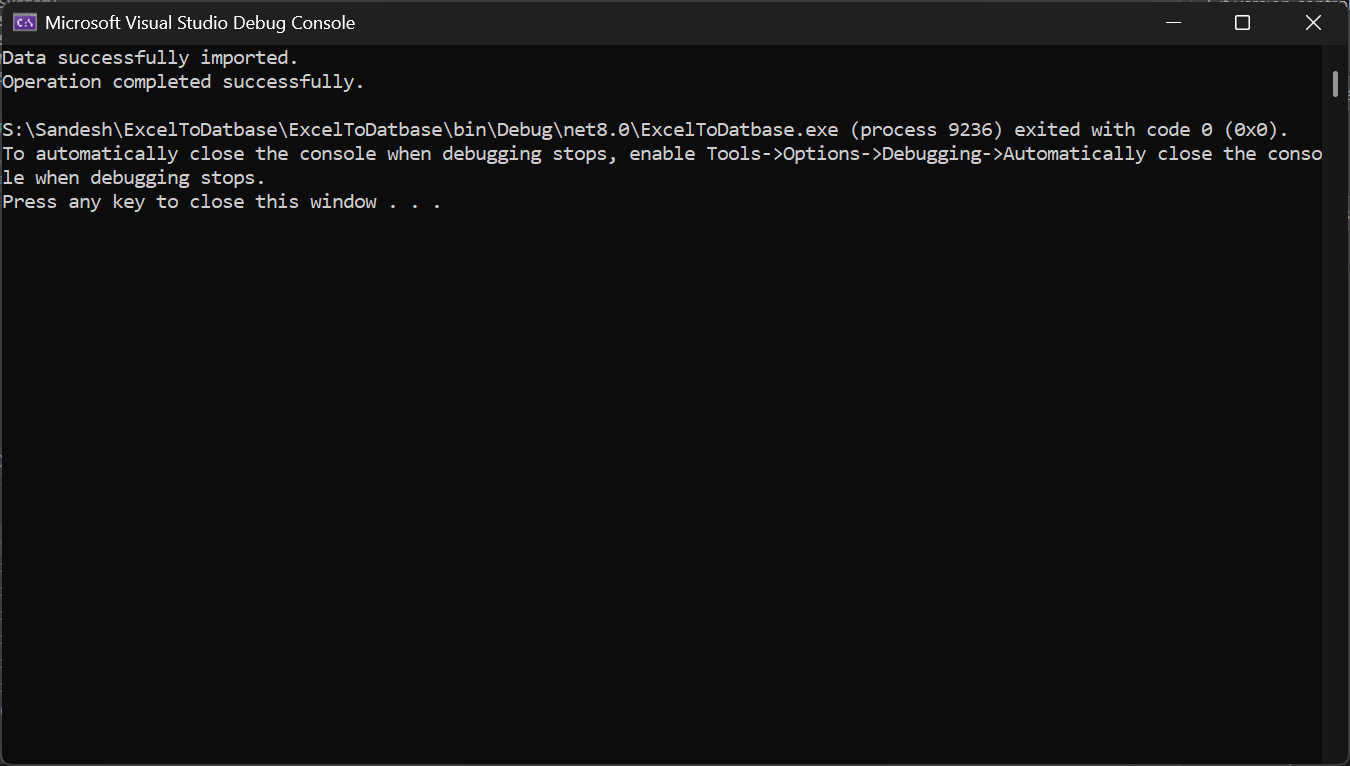 Microsoft Visual Studio Debug Console
Data successfully imported.
Operation completed successfully.
S:\Sandesh\ExcelToDatbase\ExcelToDatbase\bin\Debug\net8.0\ExcelToDatbase.exe (process 9236) exited with code 0 (0x0).
To automatically close the console when debugging stops, enable Tools->Options->Debugging->Automatically close the conso
le when debugging stops.
Press any key to close this window . . .